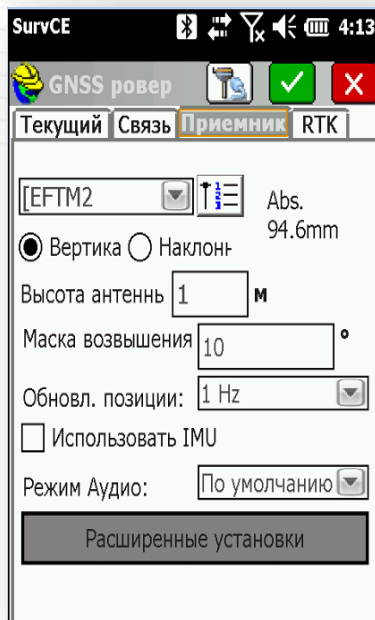 SurvCE 4:13
GNSS ровер
Текущий Связь Приемник RTK
[EFTM2 Abs.
94.6mm
Вертика Наклонн
Высота антеннь 1 м
Маска возвышения 10 °
Обновл. позиции: 1 Hz
Использовать IMU
Режим Аудио: По умолчанию
Расширенные установки